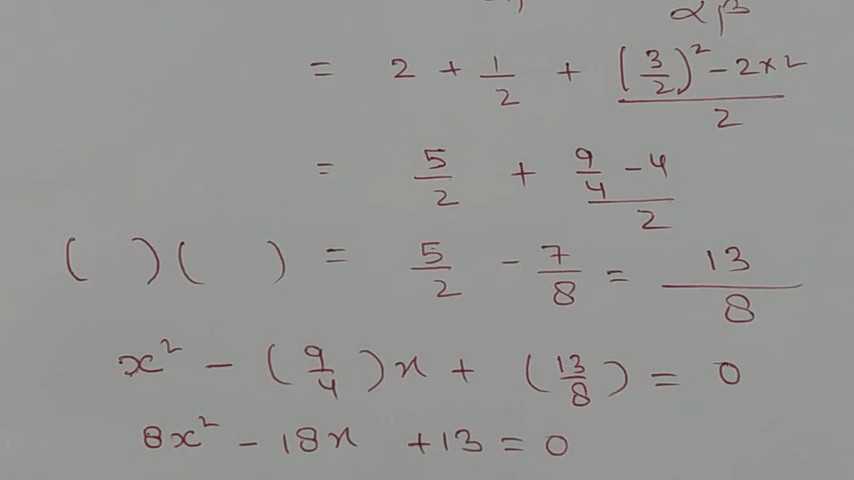 αβ
= 2 + 1/2 + ((3/2)² - 2×2)/2
= 5/2 + (9/4 - 4)/2
( )( ) = 5/2 - 7/8 = 13/8
x² - (9/4)x + (13/8) = 0
8x² - 18x + 13 = 0